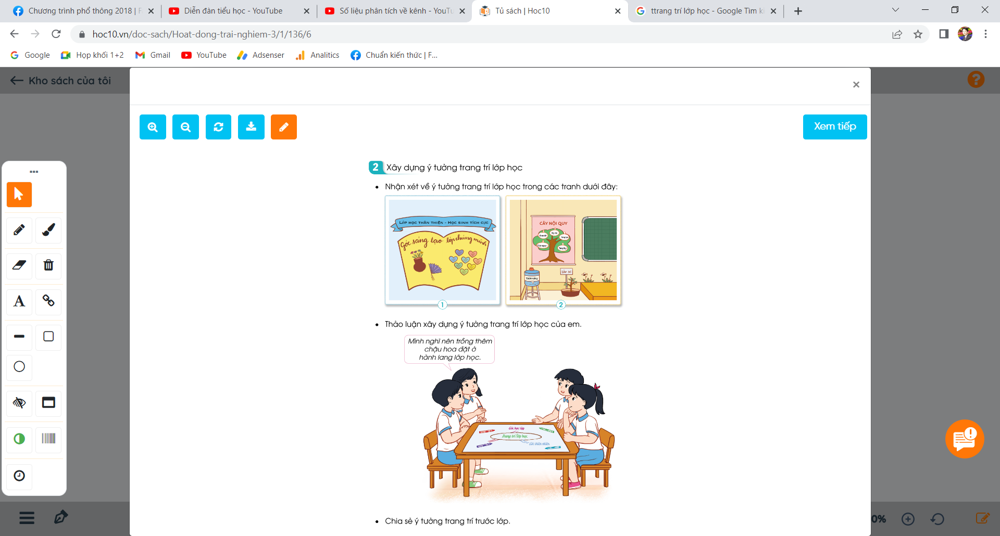 Chương trình phổ thông 2018 | F
Diễn đàn tiểu học - YouTube
Số liệu phân tích về kênh - YouTu
Tủ sách | Hoc10
ttrang trí lớp học - Google Tìm ki
hoc10.vn/doc-sach/Hoat-dong-trai-nghiem-3/1/136/6
Google
Họp khối 1+2
Gmail
YouTube
Adsenser
Analitics
Chuẩn kiến thức | F...
Kho sách của tôi
Xem tiếp
2 Xây dựng ý tưởng trang trí lớp học
• Nhận xét về ý tưởng trang trí lớp học trong các tranh dưới đây:
LỚP HỌC THÂN THIỆN - HỌC SINH TÍCH CỰC
Góc sáng tạo lớp chúng mình
1
CÂY NỘI QUY
Lớp 3C
2
• Thảo luận xây dựng ý tưởng trang trí lớp học của em.
Mình nghĩ nên trồng thêm
chậu hoa đặt ở
hành lang lớp học.
Góc học tập
Trang trí lớp học
Góc thiên nhiên
• Chia sẻ ý tưởng trang trí trước lớp.
0%